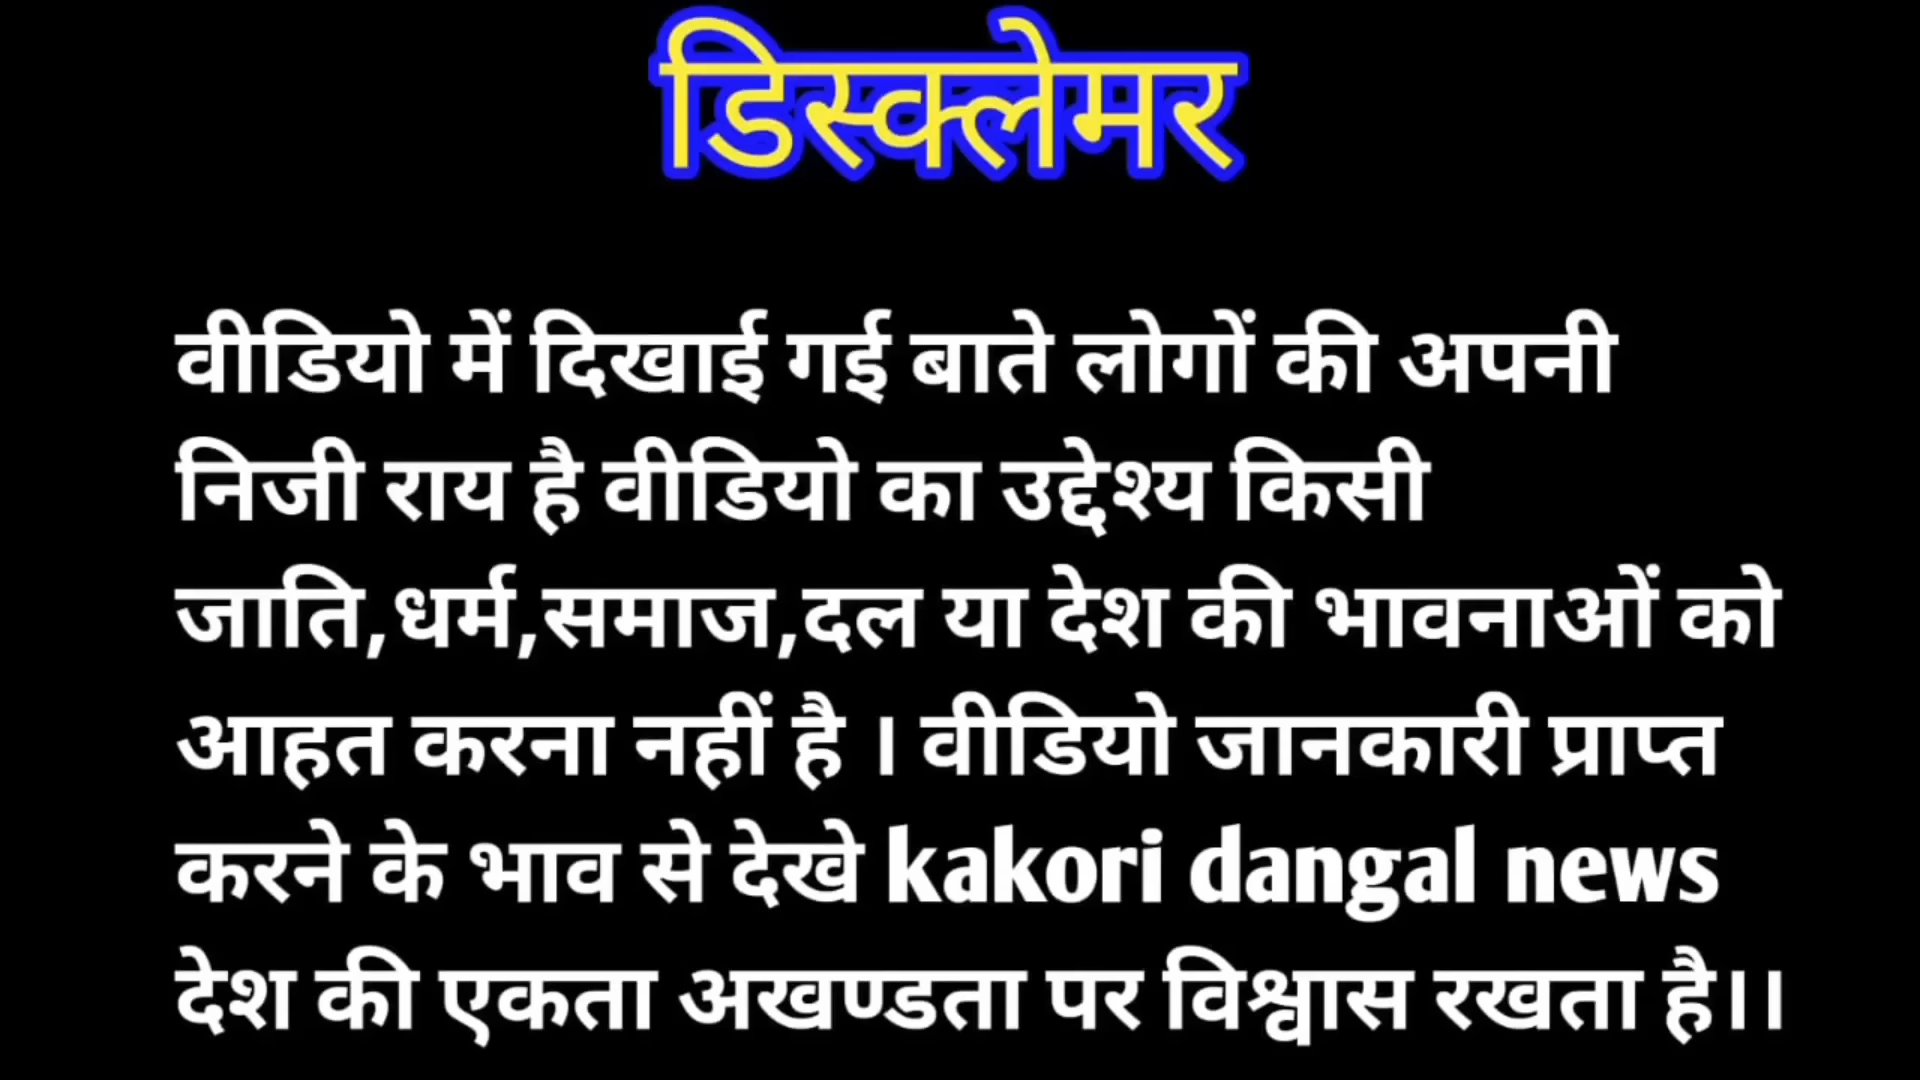 डिस्क्लेमर
वीडियो में दिखाई गई बाते लोगों की अपनी
निजी राय है वीडियो का उद्देश्य किसी
जाति,धर्म,समाज,दल या देश की भावनाओं को
आहत करना नहीं है । वीडियो जानकारी प्राप्त
करने के भाव से देखे kakori dangal news
देश की एकता अखण्डता पर विश्वास रखता है।।